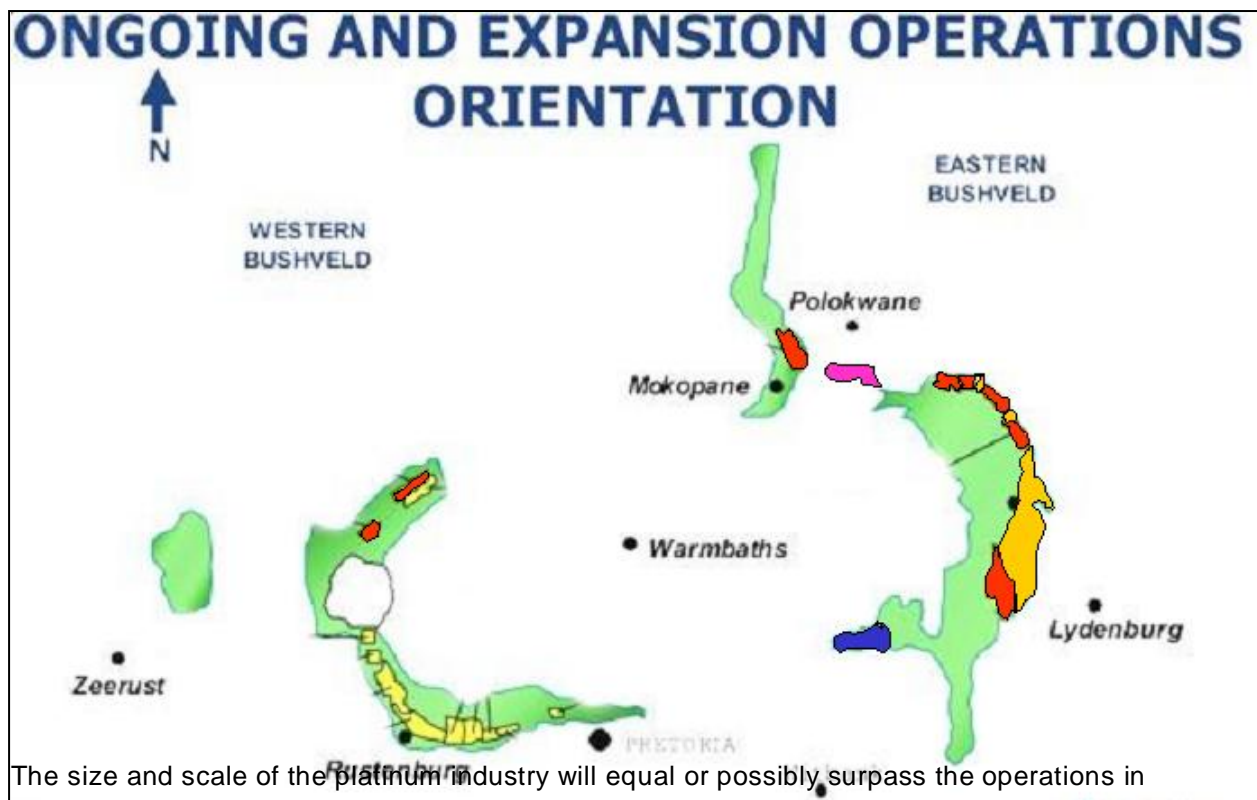 ONGOING AND EXPANSION OPERATIONS
ORIENTATION
N
EASTERN
BUSHVELD
WESTERN
BUSHVELD
Polokwane
Mokopane
Warmbaths
Lydenburg
Zeerust
PRETORIA
Rustenburg
The size and scale of the platinum industry will equal or possibly surpass the operations in